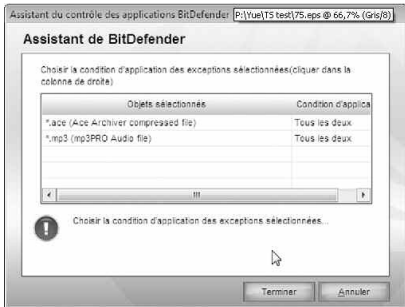 Assistant du contrôle des applications BitDefender
P:\Yue\TS test\75.eps @ 66,7% (Gris/8)
Assistant de BitDefender
Choisir la condition d'application des exceptions sélectionnées(cliquer dans la
colonne de droite)
Objets sélectionnés Condition d'applica
*.ace (Ace Archiver compressed file) Tous les deux
*.mp3 (mp3PRO Audio file) Tous les deux
Choisir la condition d'application des exceptions sélectionnées...
Terminer Annuler